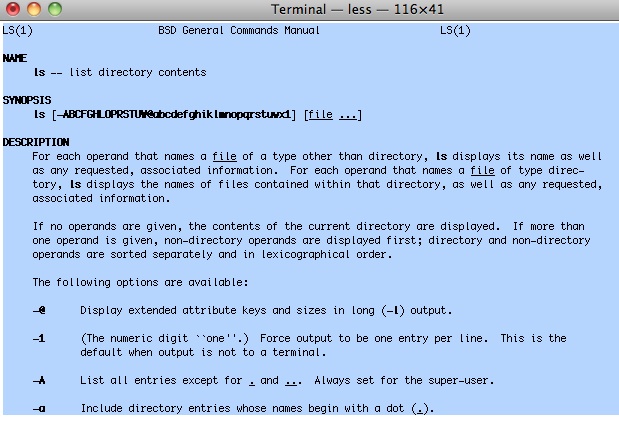 Terminal — less — 116×41
LS(1) BSD General Commands Manual LS(1)
NAME
ls -- list directory contents
SYNOPSIS
ls [-ABCFGHLOPRSTUW@abcdefghiklmnopqrstuwx1] [file ...]
DESCRIPTION
For each operand that names a file of a type other than directory, ls displays its name as well
as any requested, associated information. For each operand that names a file of type direc-
tory, ls displays the names of files contained within that directory, as well as any requested,
associated information.
If no operands are given, the contents of the current directory are displayed. If more than
one operand is given, non-directory operands are displayed first; directory and non-directory
operands are sorted separately and in lexicographical order.
The following options are available:
-@ Display extended attribute keys and sizes in long (-l) output.
-1 (The numeric digit ``one''.) Force output to be one entry per line. This is the
default when output is not to a terminal.
-A List all entries except for . and ... Always set for the super-user.
-a Include directory entries whose names begin with a dot (.).